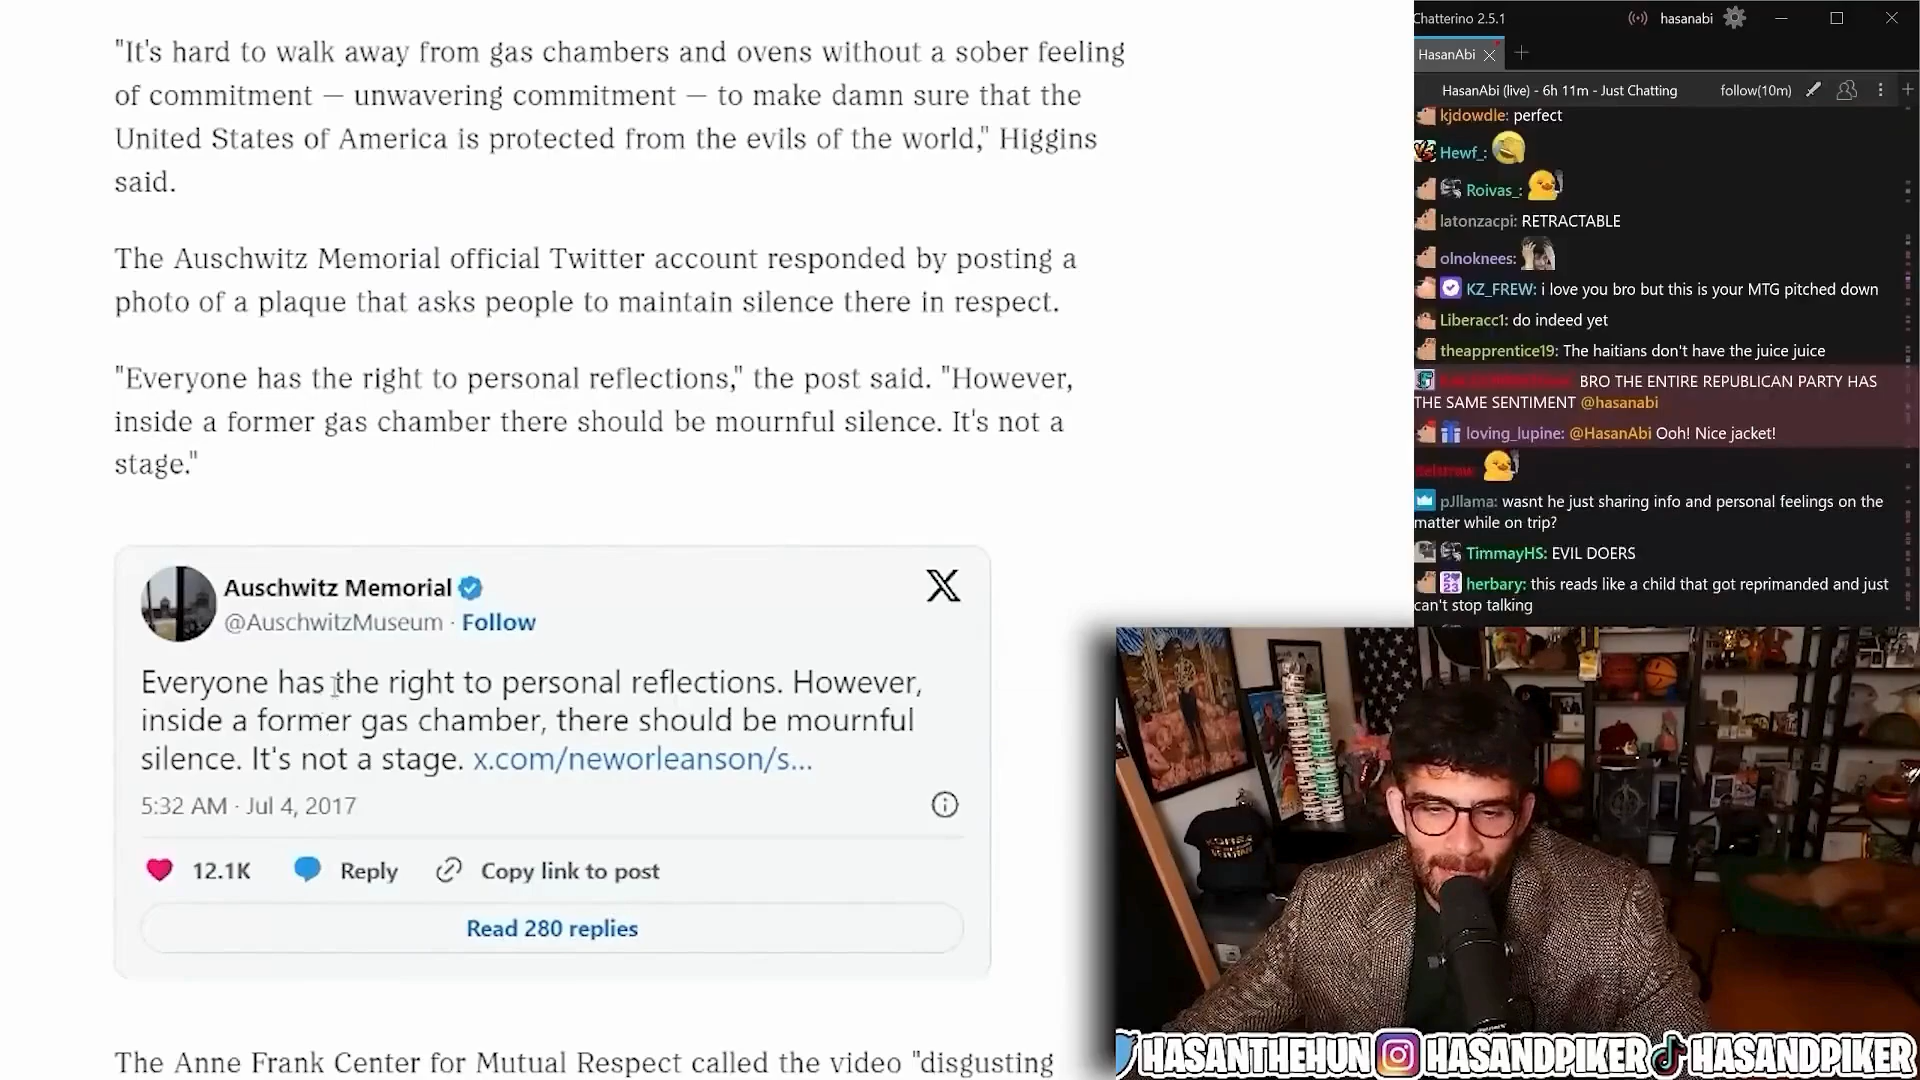 "It's hard to walk away from gas chambers and ovens without a sober feeling
of commitment — unwavering commitment — to make damn sure that the
United States of America is protected from the evils of the world," Higgins
said.
The Auschwitz Memorial official Twitter account responded by posting a
photo of a plaque that asks people to maintain silence there in respect.
"Everyone has the right to personal reflections," the post said. "However,
inside a former gas chamber there should be mournful silence. It's not a
stage."
Auschwitz Memorial
@AuschwitzMuseum · Follow
Everyone has the right to personal reflections. However,
inside a former gas chamber, there should be mournful
silence. It's not a stage. x.com/neworleanson/s...
5:32 AM · Jul 4, 2017
12.1K Reply Copy link to post
Read 280 replies
The Anne Frank Center for Mutual Respect called the video "disgusting
Chatterino 2.5.1 hasanabi
HasanAbi
HasanAbi (live) - 6h 11m - Just Chatting follow(10m)
kjdowdle: perfect
Hewf_:
Roivas_:
latonzacpi: RETRACTABLE
olnoknees:
KZ_FREW: i love you bro but this is your MTG pitched down
Liberacc1: do indeed yet
theapprentice19: The haitians don't have the juice juice
BRO THE ENTIRE REPUBLICAN PARTY HAS
THE SAME SENTIMENT @hasanabi
loving_lupine: @HasanAbi Ooh! Nice jacket!
pJllama: wasnt he just sharing info and personal feelings on the
matter while on trip?
TimmayHS: EVIL DOERS
herbary: this reads like a child that got reprimanded and just
can't stop talking
HASANTHEHUN HASANDPIKER HASANDPIKER